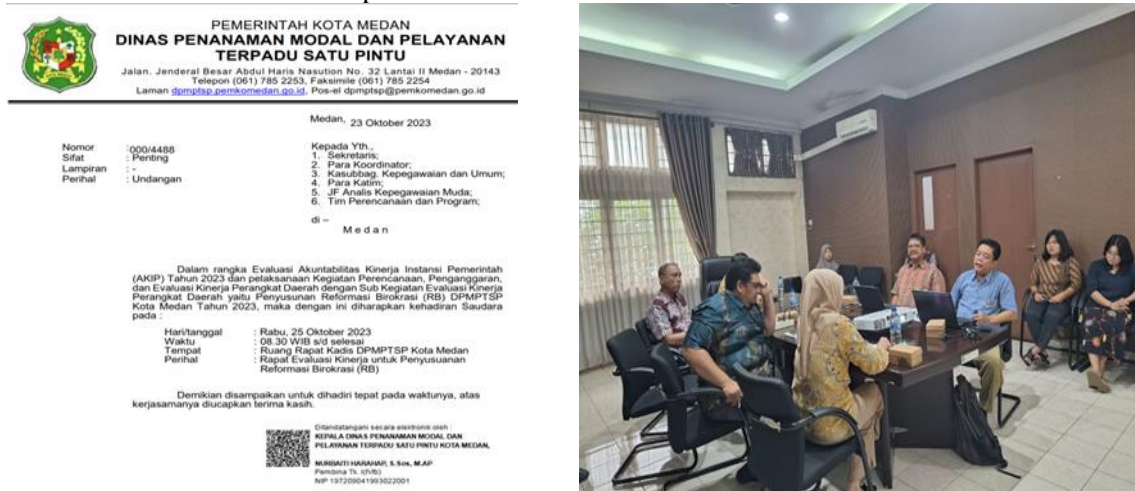 PEMERINTAH KOTA MEDAN
DINAS PENANAMAN MODAL DAN PELAYANAN
TERPADU SATU PINTU
Jalan. Jenderal Besar Abdul Haris Nasution No. 32 Lantai II Medan - 20143
Telepon (061) 785 2253, Faksimile (061) 785 2254
Laman dpmptsp.pemkomedan.go.id, Pos-el dpmptsp@pemkomedan.go.id
Medan, 23 Oktober 2023
Nomor :000/4488
Sifat : Penting
Lampiran : -
Perihal : Undangan
Kepada Yth.,
1. Sekretaris;
2. Para Koordinator;
3. Kasubbag. Kepegawaian dan Umum;
4. Para Katim;
5. JF Analis Kepegawaian Muda;
6. Tim Perencanaan dan Program;
di –
Medan
Dalam rangka Evaluasi Akuntabilitas Kinerja Instansi Pemerintah
(AKIP) Tahun 2023 dan pelaksanaan Kegiatan Perencanaan, Penganggaran,
dan Evaluasi Kinerja Perangkat Daerah dengan Sub Kegiatan Evaluasi Kinerja
Perangkat Daerah yaitu Penyusunan Reformasi Birokrasi (RB) DPMPTSP
Kota Medan Tahun 2023, maka dengan ini diharapkan kehadiran Saudara
pada :
Hari/tanggal : Rabu, 25 Oktober 2023
Waktu : 08.30 WIB s/d selesai
Tempat : Ruang Rapat Kadis DPMPTSP Kota Medan
Perihal : Rapat Evaluasi Kinerja untuk Penyusuanan
Reformasi Birokrasi (RB)
Demikian disampaikan untuk dihadiri tepat pada waktunya, atas
kerjasamanya diucapkan terima kasih.
Ditandatangani secara elektronik oleh :
KEPALA DINAS PENANAMAN MODAL DAN
PELAYANAN TERPADU SATU PINTU KOTA MEDAN,
NURBAITI HARAHAP, S.Sos, M.AP
Pembina Tk. I(IVb)
NIP 197209041993022001